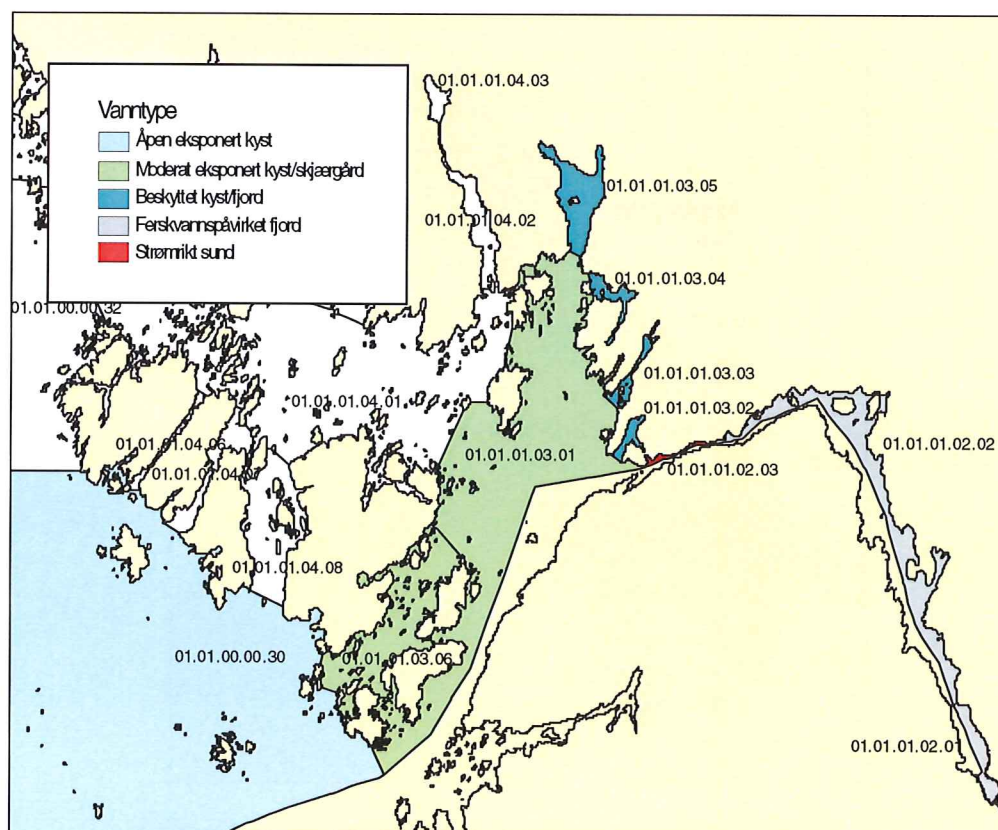 Vanntype
Åpen eksponert kyst
Moderat eksponert kyst/skjærgård
Beskyttet kyst/fjord
Ferskvannspåvirket fjord
Strømrikt sund
01.01.01.04.03
01.01.01.03.05
01.01.01.04.02
01.01.01.03.04
01.01.00.00.32
01.01.01.03.03
01.01.01.04.01
01.01.01.03.02
01.01.01.04.06
01.01.01.02.02
01.01.01.03.01
01.01.01.04.07
01.01.01.02.03
01.01.01.04.08
01.01.00.00.30
01.01.01.03.06
01.01.01.02.01